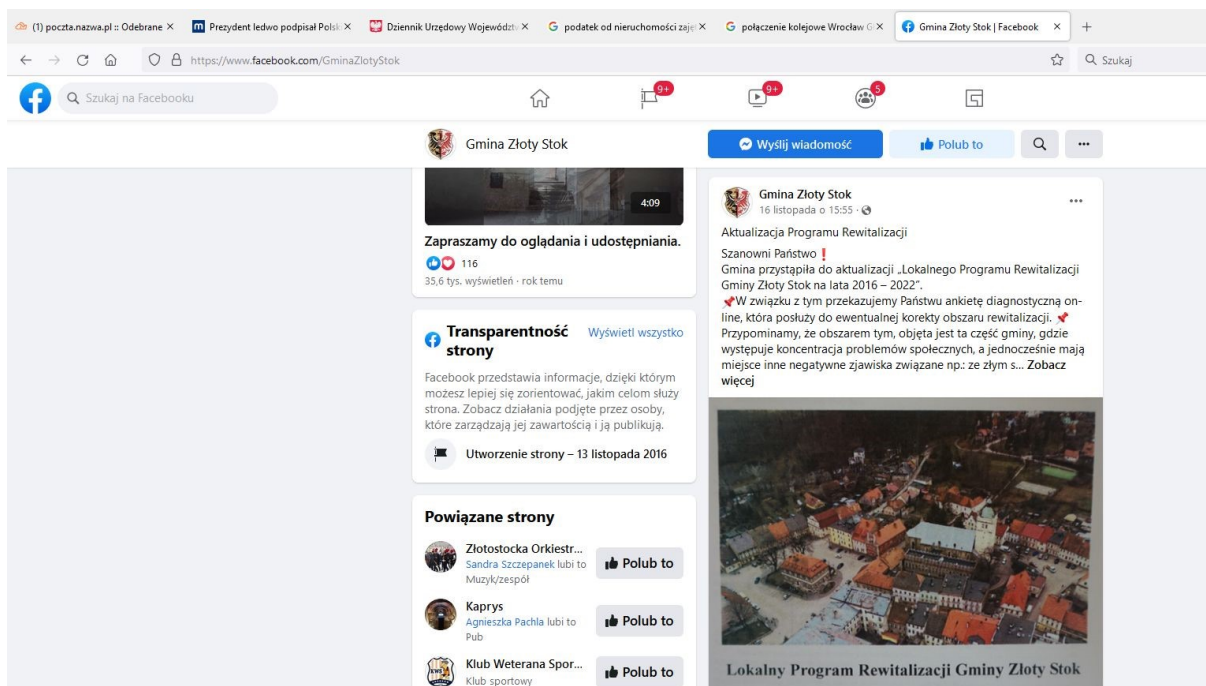 (1) poczta.nazwa.pl :: Odebrane
Prezydent ledwo podpisał Polsk
Dziennik Urzędowy Województw
podatek od nieruchomości zaję
połączenie kolejowe Wrocław G
Gmina Złoty Stok | Facebook
https://www.facebook.com/GminaZlotyStok
Szukaj
Szukaj na Facebooku
9+
9+
5
Gmina Złoty Stok
Wyślij wiadomość
Polub to
4:09
Zapraszamy do oglądania i udostępniania.
116
35,6 tys. wyświetleń · rok temu
Transparentność strony
Wyświetl wszystko
Facebook przedstawia informacje, dzięki którym
możesz lepiej się zorientować, jakim celom służy
strona. Zobacz działania podjęte przez osoby,
które zarządzają jej zawartością i ją publikują.
Utworzenie strony – 13 listopada 2016
Powiązane strony
Złotostocka Orkiestr...
Sandra Szczepanek lubi to
Muzyk/zespół
Polub to
Kaprys
Agnieszka Pachla lubi to
Pub
Polub to
KWS
Klub Weterana Spor...
Klub sportowy
Polub to
Gmina Złoty Stok
16 listopada o 15:55 ·
Aktualizacja Programu Rewitalizacji
Szanowni Państwo❗
Gmina przystąpiła do aktualizacji „Lokalnego Programu Rewitalizacji
Gminy Złoty Stok na lata 2016 – 2022”.
📌W związku z tym przekazujemy Państwu ankietę diagnostyczną on-
line, która posłuży do ewentualnej korekty obszaru rewitalizacji. 📌
Przypominamy, że obszarem tym, objęta jest ta część gminy, gdzie
występuje koncentracja problemów społecznych, a jednocześnie mają
miejsce inne negatywne zjawiska związane np.: ze złym s... Zobacz
więcej
Lokalny Program Rewitalizacji Gminy Złoty Stok